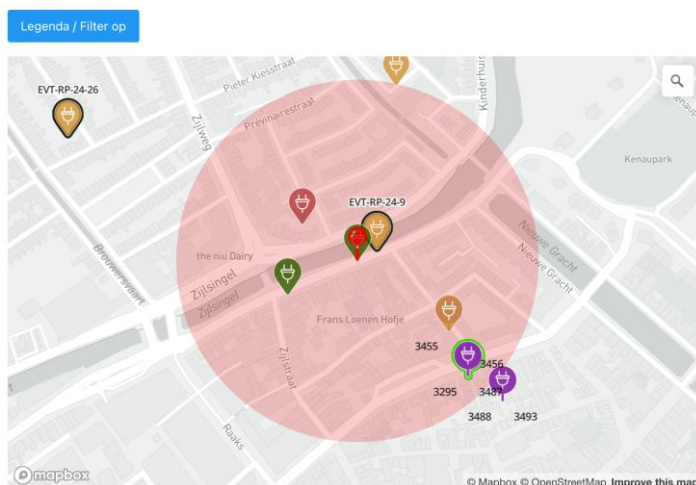 Legenda / Filter op
Pieter Kiesstraat
Kinderhuis
EVT-RP-24-26
Zijlweg
Prévinairestraat
Kenaupark
EVT-RP-24-9
Nieuwe Gracht
Nieuwe Gracht
Brouwersvaart
the niu Dairy
Zijlsingel
Zijlsingel
Frans Loenen Hofje
Zijlstraat
3455
3456
3295
3487
3488
3493
Raaks
mapbox
© Mapbox © OpenStreetMap Improve this map